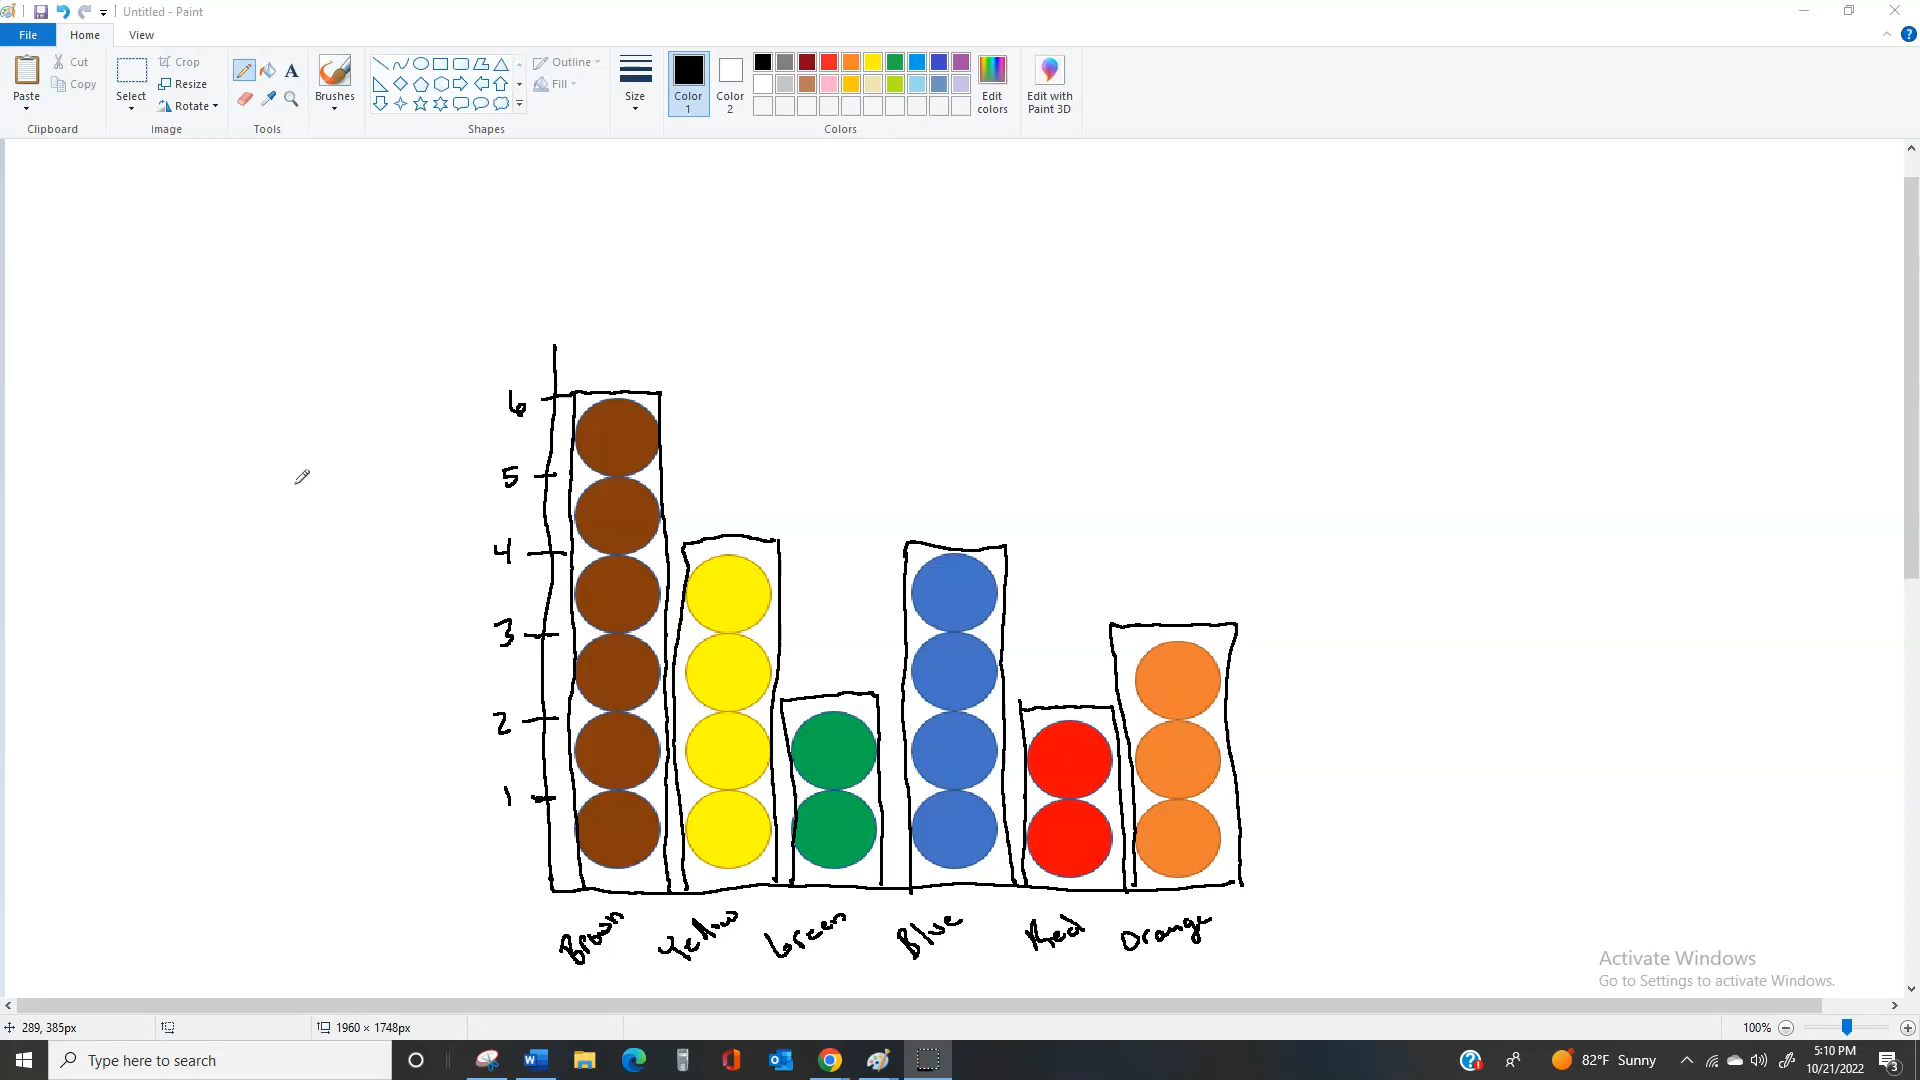 Untitled - Paint
File Home View
Paste
Cut
Copy
Clipboard
Select
Crop
Resize
Rotate
Image
A
Tools
Brushes
Outline
Fill
Shapes
Size
Color 1
Color 2
Edit colors
Colors
Edit with Paint 3D
6
5
4
3
2
1
Brown Yellow Green Blue Red Orange
Activate Windows
Go to Settings to activate Windows.
289, 385px
1960 × 1748px
100%
Type here to search
82°F Sunny
5:10 PM
10/21/2022
3